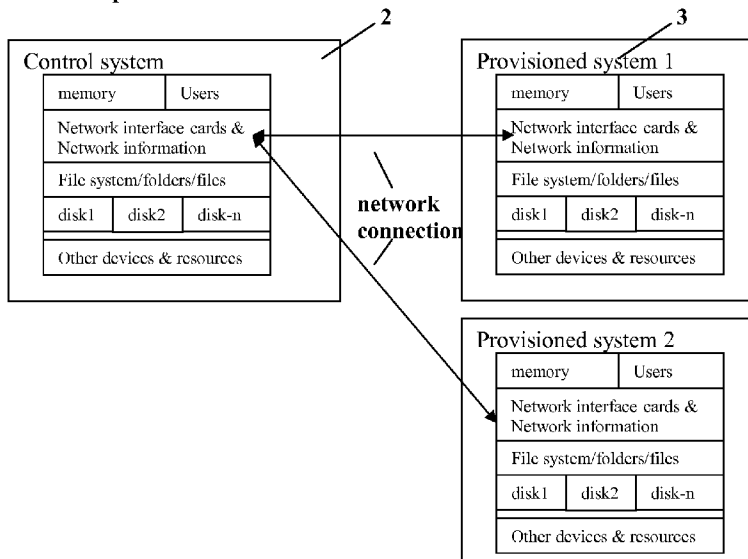 2
3
Control system
memory
Users
Network interface cards &
Network information
File system/folders/files
disk1
disk2
disk-n
Other devices & resources
network
connection
Provisioned system 1
memory
Users
Network interface cards &
Network information
File system/folders/files
disk1
disk2
disk-n
Other devices & resources
Provisioned system 2
memory
Users
Network interface cards &
Network information
File system/folders/files
disk1
disk2
disk-n
Other devices & resources